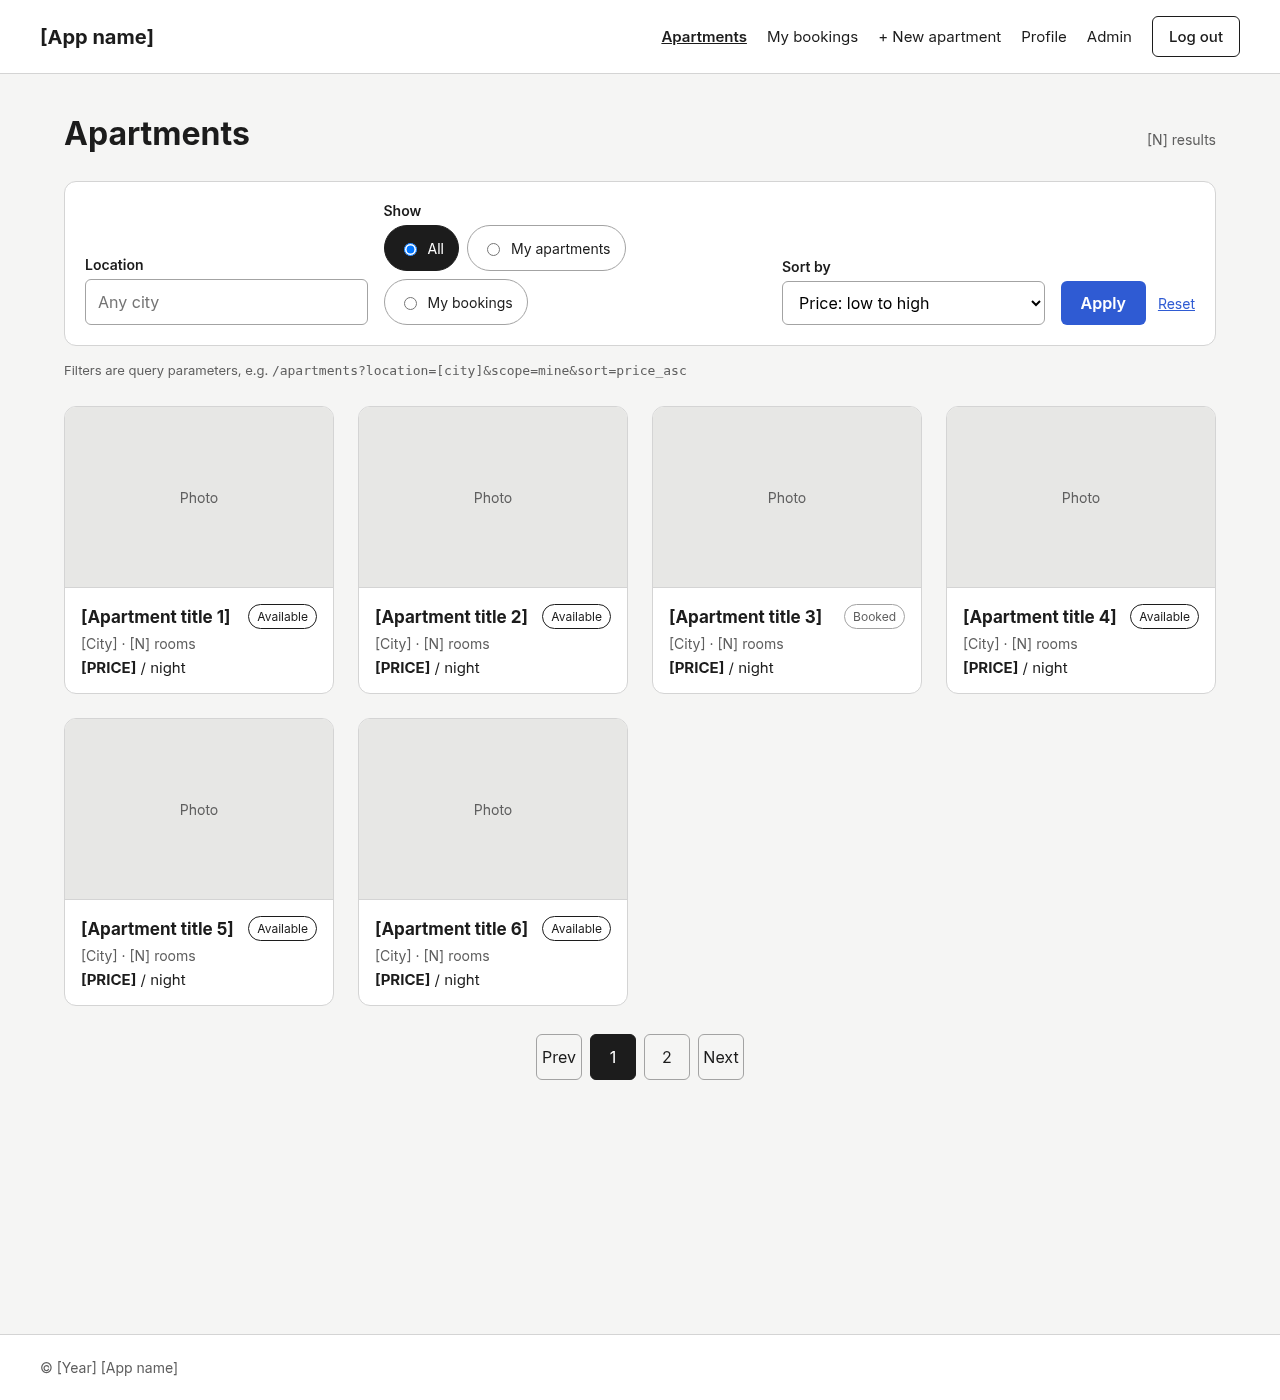 [App name]
Apartments My bookings + New apartment Profile Admin Log out
Apartments
[N] results
Location
Any city
Show
All
My apartments
My bookings
Sort by
Price: low to high
Apply
Reset
Filters are query parameters, e.g. /apartments?location=[city]&scope=mine&sort=price_asc
Photo
[Apartment title 1] Available
[City] · [N] rooms
[PRICE] / night
Photo
[Apartment title 2] Available
[City] · [N] rooms
[PRICE] / night
Photo
[Apartment title 3] Booked
[City] · [N] rooms
[PRICE] / night
Photo
[Apartment title 4] Available
[City] · [N] rooms
[PRICE] / night
Photo
[Apartment title 5] Available
[City] · [N] rooms
[PRICE] / night
Photo
[Apartment title 6] Available
[City] · [N] rooms
[PRICE] / night
Prev 1 2 Next
© [Year] [App name]